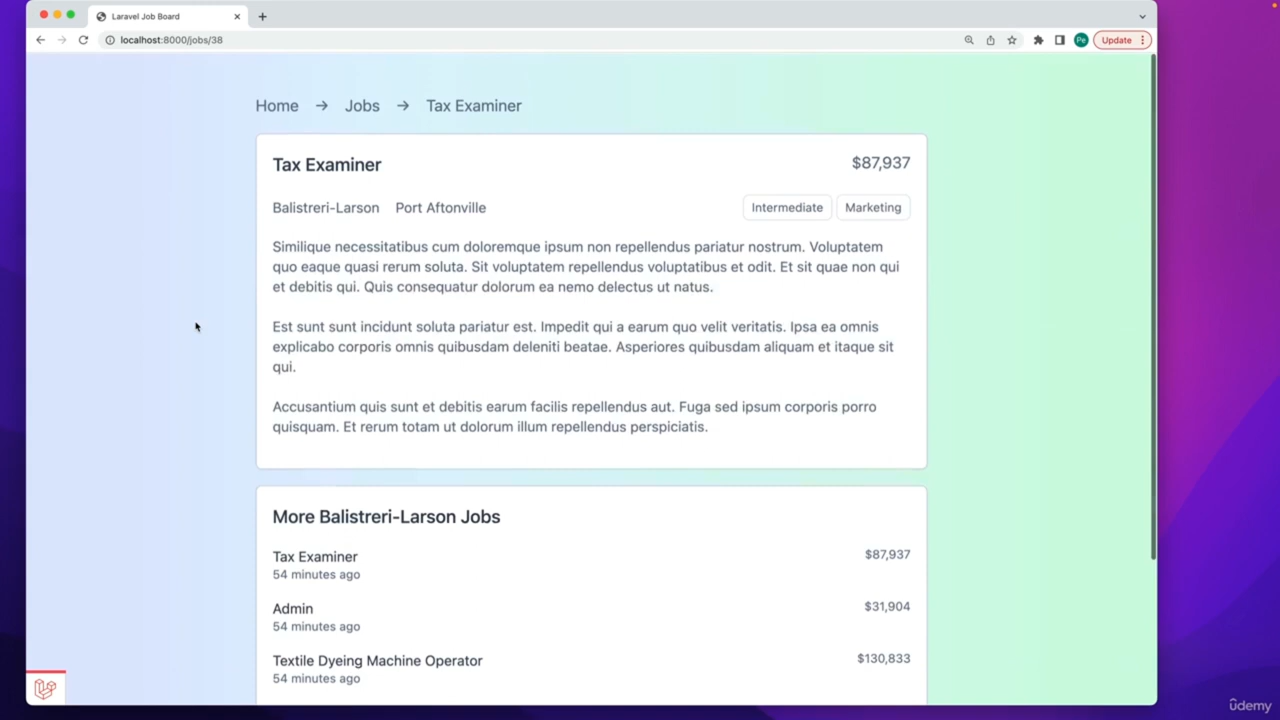 Laravel Job Board
localhost:8000/jobs/38
Pe
Update
Home → Jobs → Tax Examiner
Tax Examiner
$87,937
Balistreri-Larson Port Aftonville
Intermediate Marketing
Similique necessitatibus cum doloremque ipsum non repellendus pariatur nostrum. Voluptatem
quo eaque quasi rerum soluta. Sit voluptatem repellendus voluptatibus et odit. Et sit quae non qui
et debitis qui. Quis consequatur dolorum ea nemo delectus ut natus.
Est sunt sunt incidunt soluta pariatur est. Impedit qui a earum quo velit veritatis. Ipsa ea omnis
explicabo corporis omnis quibusdam deleniti beatae. Asperiores quibusdam aliquam et itaque sit
qui.
Accusantium quis sunt et debitis earum facilis repellendus aut. Fuga sed ipsum corporis porro
quisquam. Et rerum totam ut dolorum illum repellendus perspiciatis.
More Balistreri-Larson Jobs
Tax Examiner
$87,937
54 minutes ago
Admin
$31,904
54 minutes ago
Textile Dyeing Machine Operator
$130,833
54 minutes ago
ûdemy